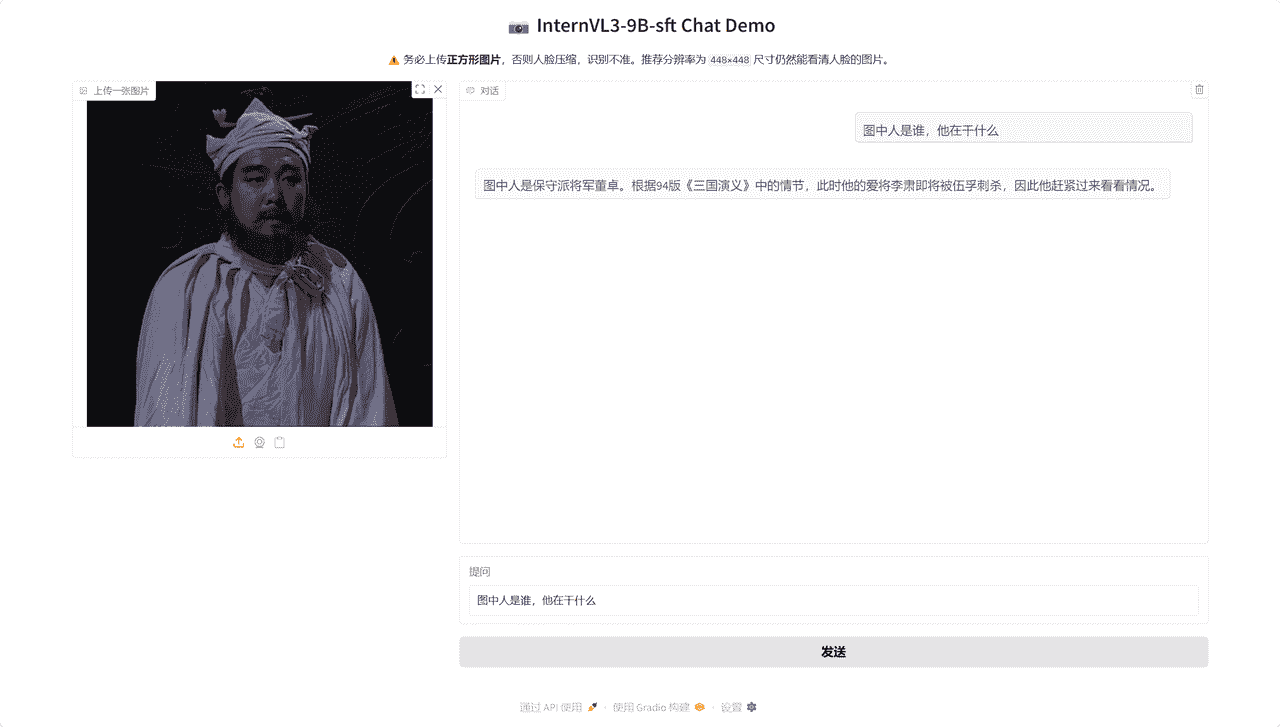 InternVL3-9B-sft Chat Demo
务必上传正方形图片，否则人脸压缩，识别不准。推荐分辨率为 448×448 尺寸仍然能看清人脸的图片。
上传一张图片
对话
图中人是谁，他在干什么
图中人是保守派将军董卓。根据94版《三国演义》中的情节，此时他的爱将李肃即将被伍孚刺杀，因此他赶紧过来看看情况。
提问
图中人是谁，他在干什么
发送
通过 API 使用 · 使用 Gradio 构建 · 设置